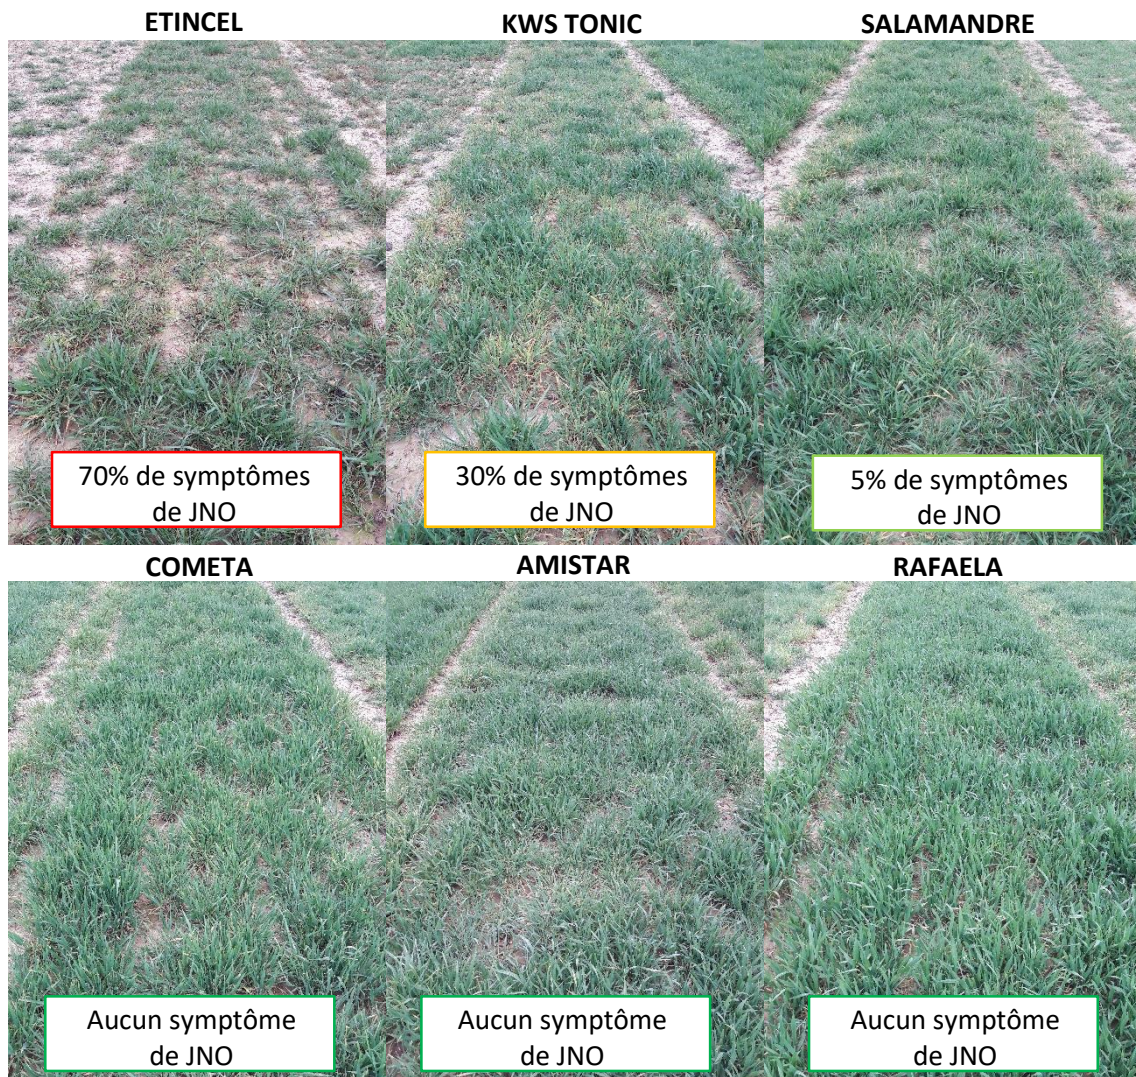 ETINCEL
KWS TONIC
SALAMANDRE
70% de symptômes
de JNO
30% de symptômes
de JNO
5% de symptômes
de JNO
COMETA
AMISTAR
RAFAELA
Aucun symptôme
de JNO
Aucun symptôme
de JNO
Aucun symptôme
de JNO